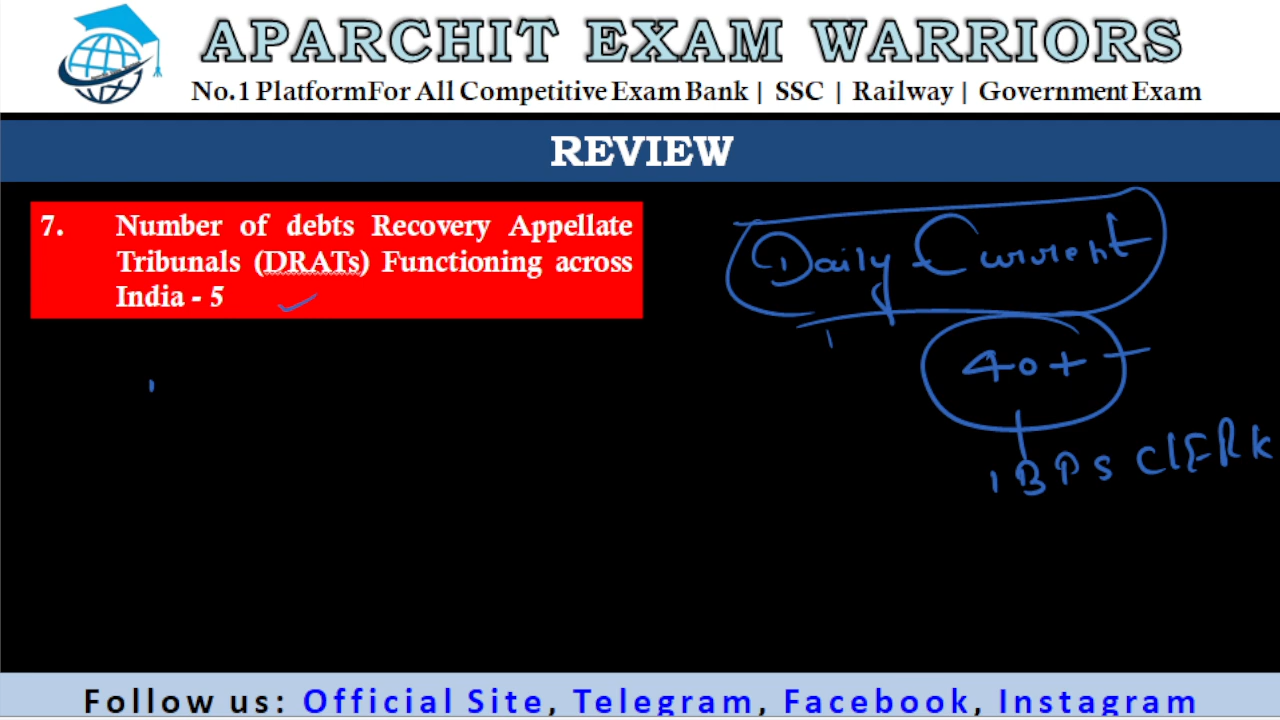 APARCHIT EXAM WARRIORS
No.1 PlatformFor All Competitive Exam Bank | SSC | Railway | Government Exam
REVIEW
7. Number of debts Recovery Appellate
Tribunals (DRATs) Functioning across
India - 5
Daily Current
40+
IBPS CLERK
Follow us: Official Site, Telegram, Facebook, Instagram